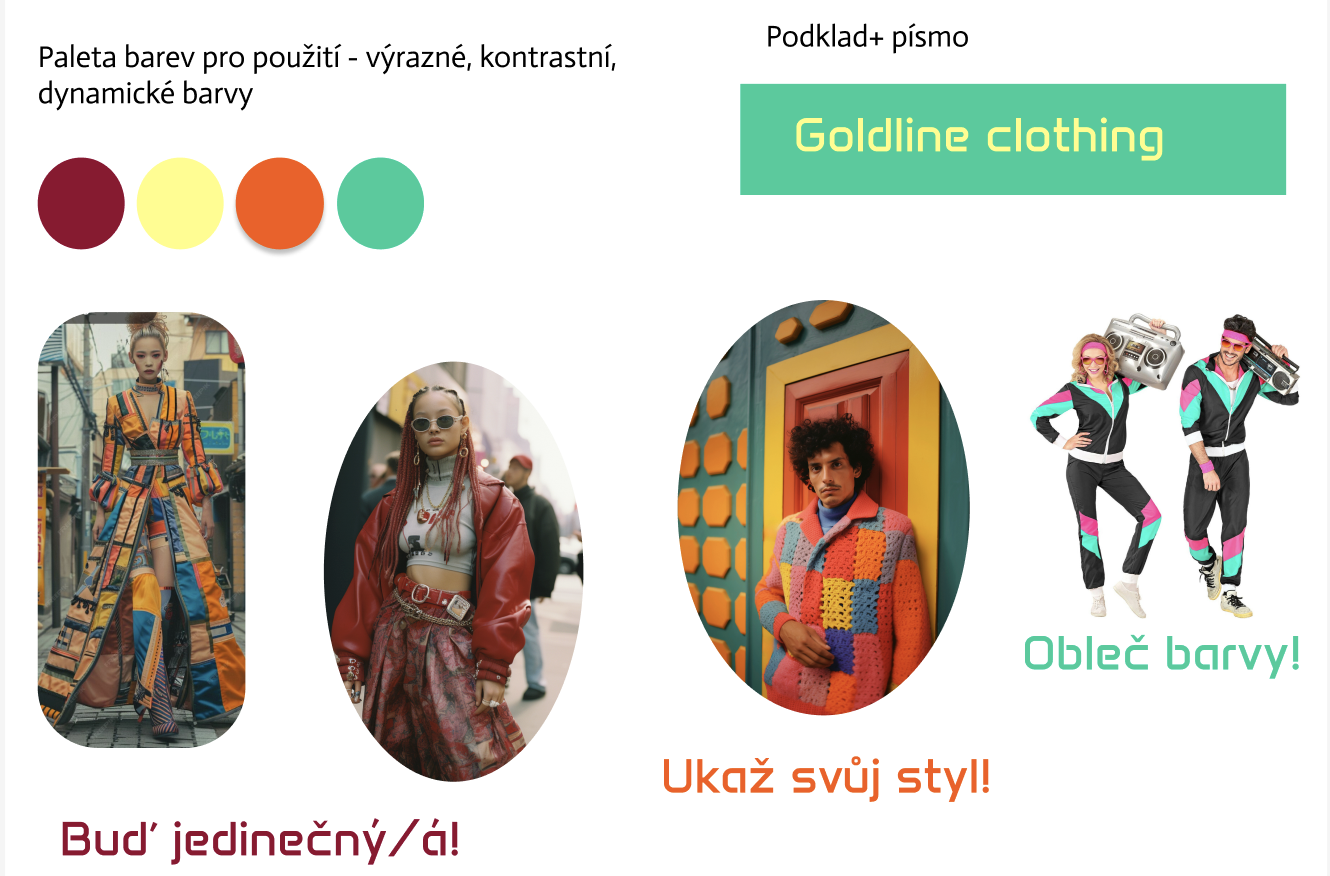 Paleta barev pro použití - výrazné, kontrastní,
dynamické barvy
Podklad+ písmo
Goldline clothing
Obleč barvy!
Ukaž svůj styl!
Buď jedinečný/á!